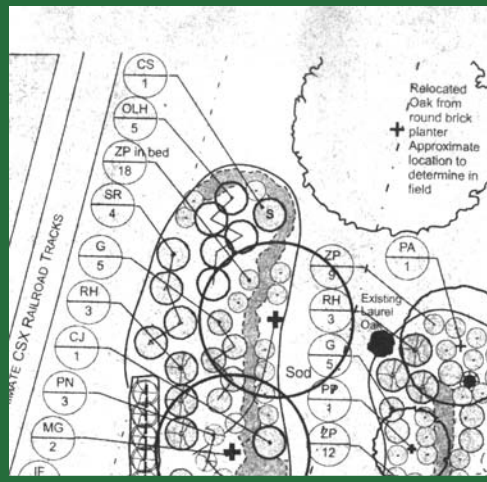 CS
1
OLH
5
ZP in bed
18
SR
4
G
5
RH
3
CJ
1
PN
3
MG
2
S
Relocated
Oak from
round brick
planter
Approximate
location to
determine in
field
ZP
9
PA
1
RH
3
Existing
Laurel
Oak
G
5
Sod
1
ZP
12
CSX RAILROAD TRACKS